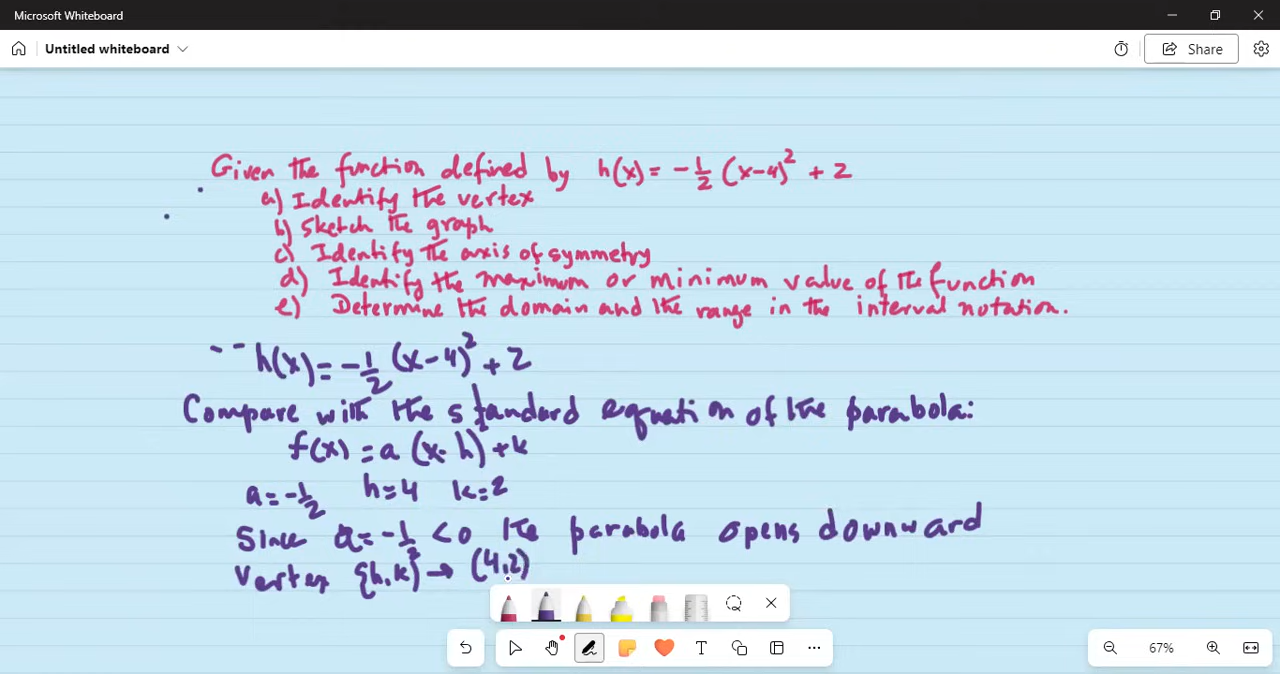 Microsoft Whiteboard
Untitled whiteboard
Share
Given the function defined by h(x) = -1/2 (x-4)² + 2
a) Identify the vertex
b) Sketch the graph
c) Identify the axis of symmetry
d) Identify the maximum or minimum value of the function
e) Determine the domain and the range in the interval notation.
h(x) = -1/2 (x-4)² + 2
Compare with the standard equation of the parabola:
f(x) = a (x-h)² + k
a = -1/2 h = 4 k = 2
Since a = -1/2 < 0 the parabola opens downward
Vertex {h,k} → (4,2)
67%